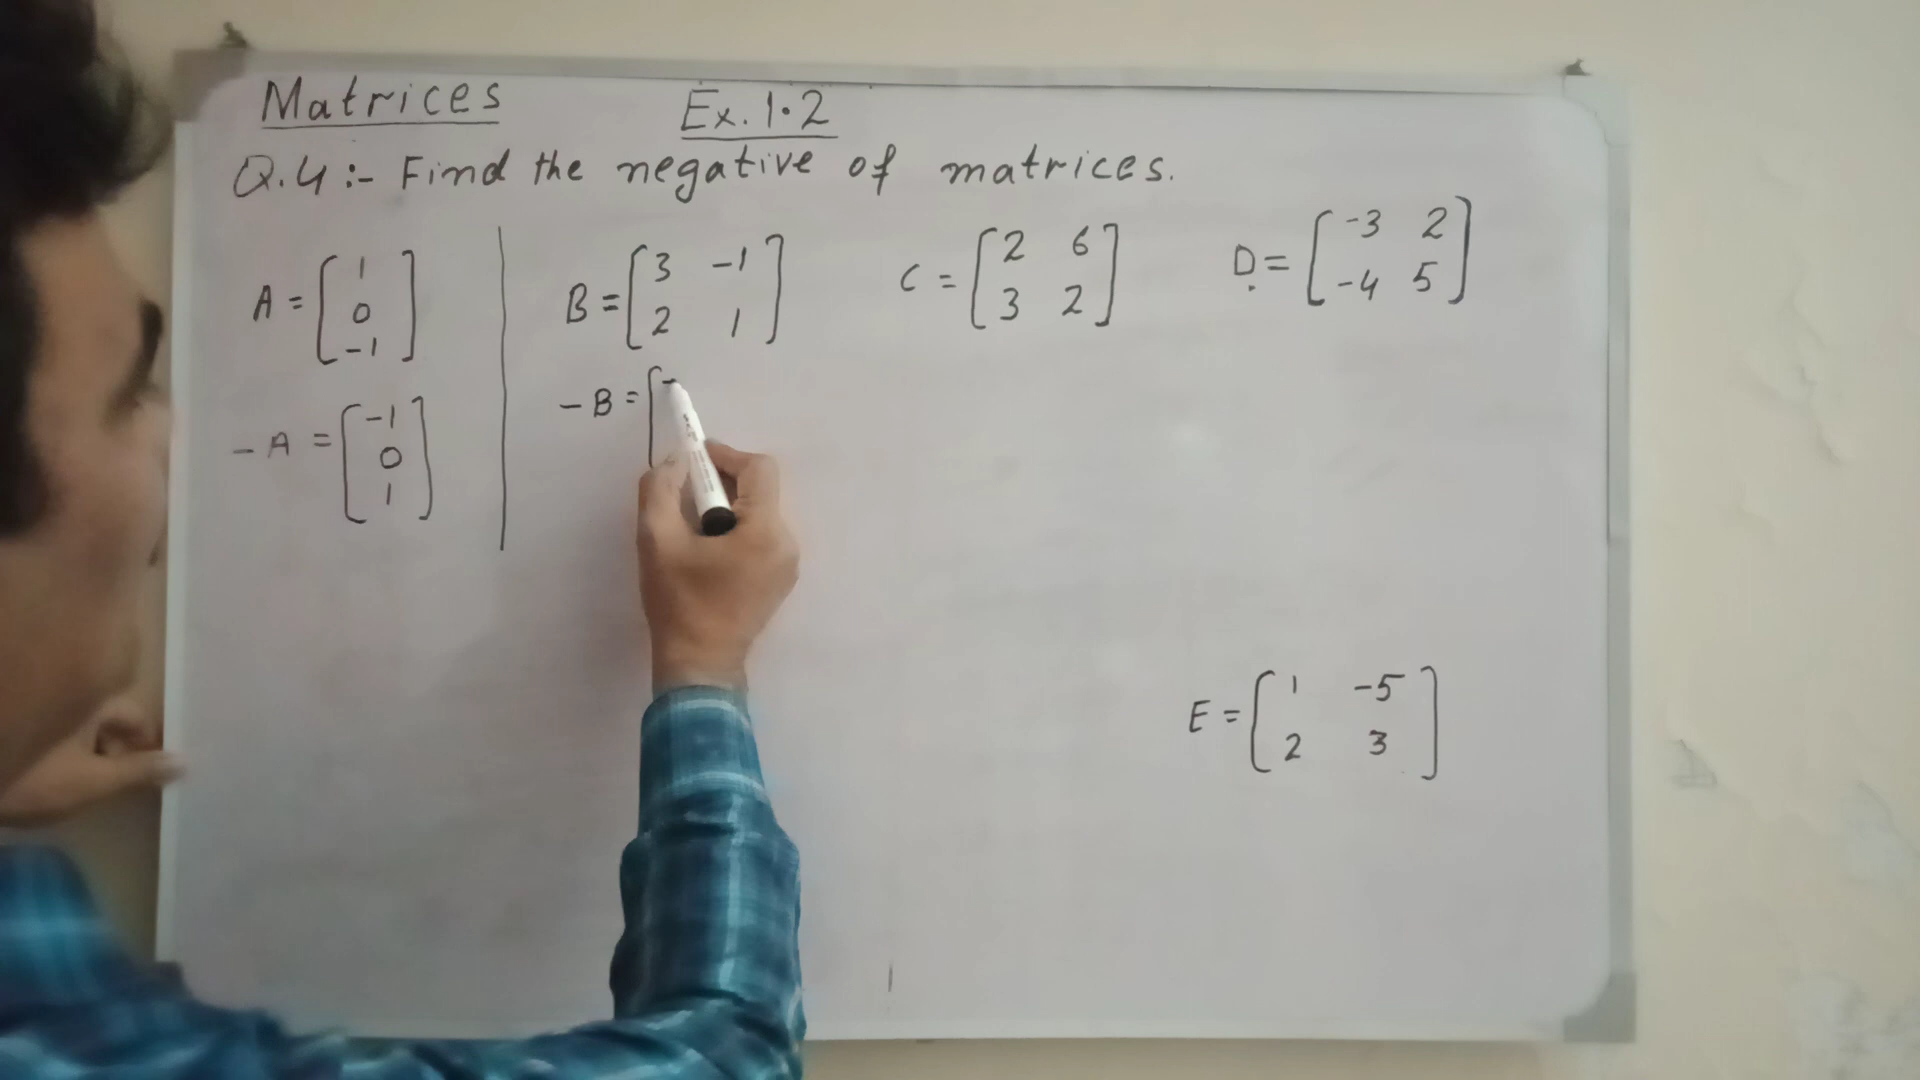 Matrices Ex. 1.2
Q.4 :- Find the negative of matrices.
A = [ 1 0 -1 ]
B = [ 3 -1 2 1 ]
C = [ 2 6 3 2 ]
D = [ -3 2 -4 5 ]
-A = [ -1 0 1 ]
-B = [ -
E = [ 1 -5 2 3 ]